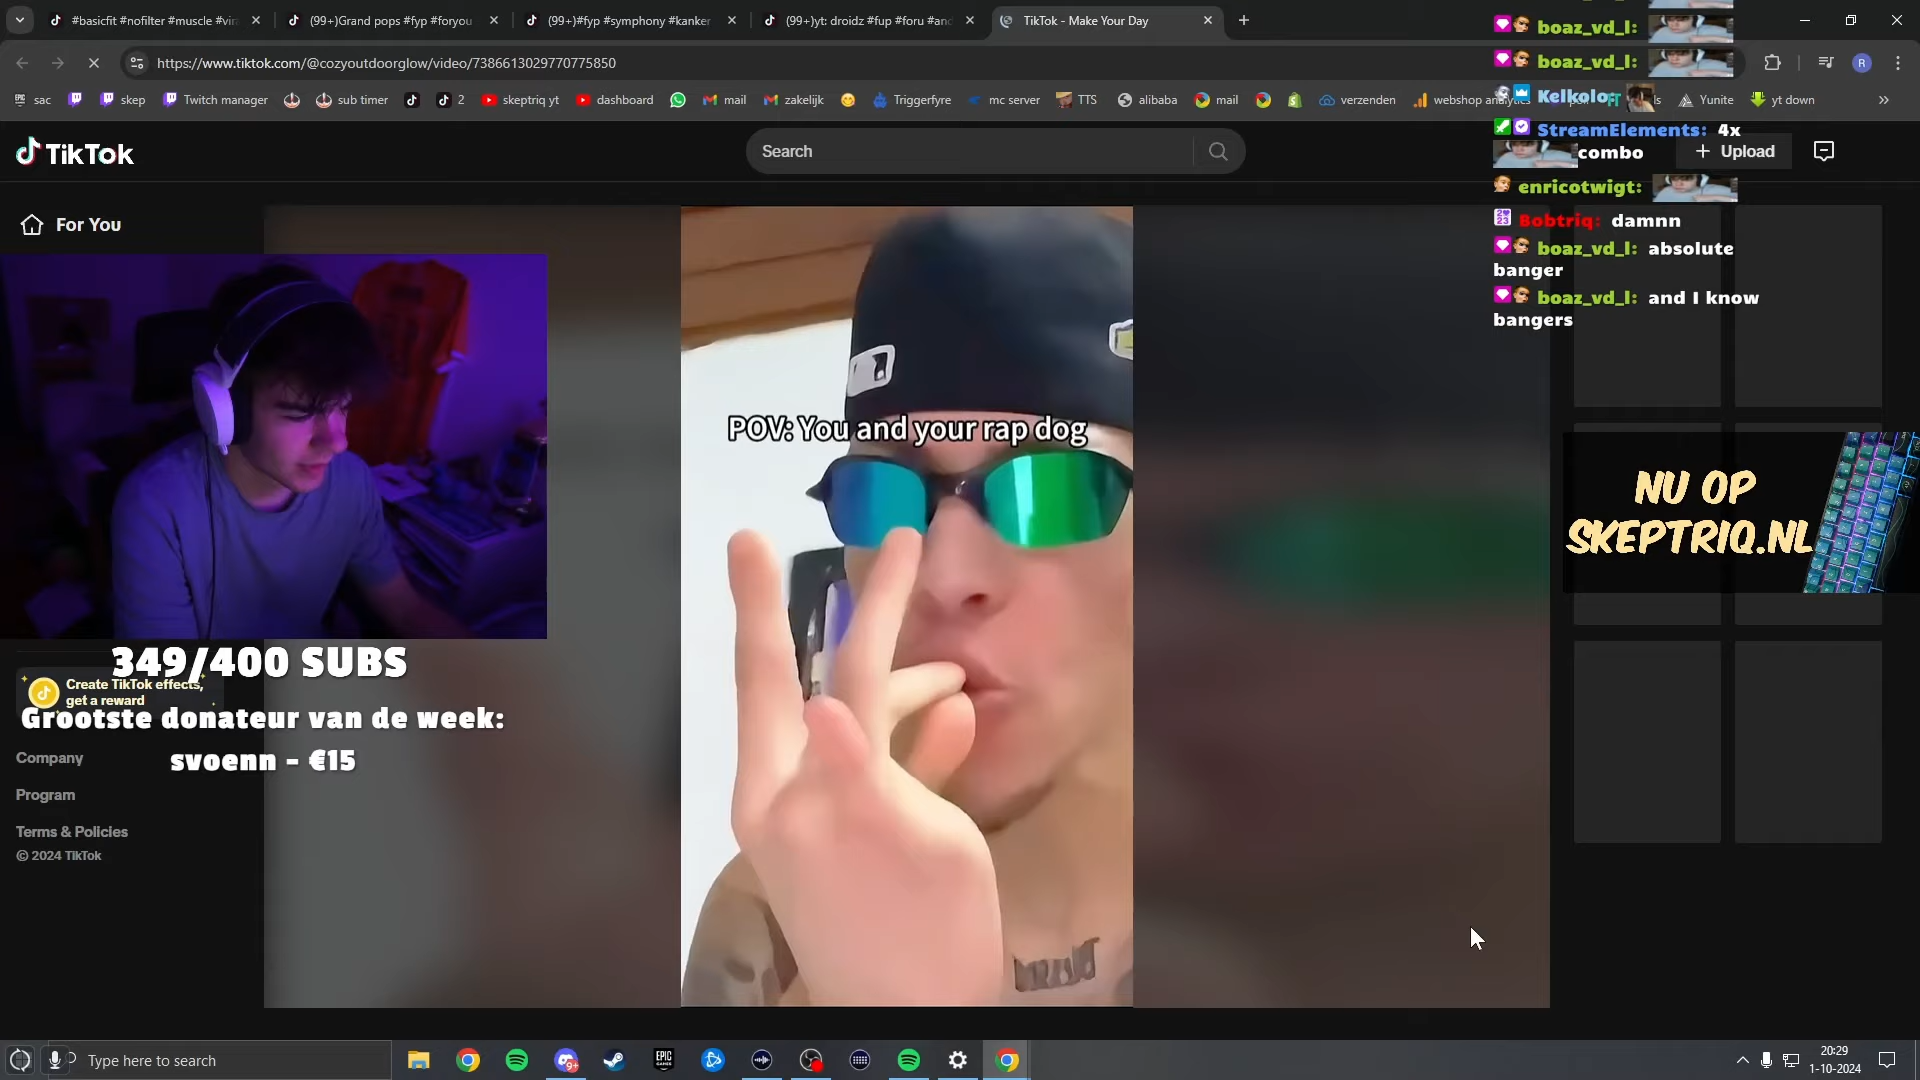 #basicfit #nofilter #muscle #vira
(99+)Grand pops #fyp #foryou
(99+)#fyp #symphony #kanker
(99+)yt: droidz #fup #foru #and
TikTok - Make Your Day
https://www.tiktok.com/@cozyoutdoorglow/video/7386613029770775850
sac
skep
Twitch manager
sub timer
2
skeptriq yt
dashboard
mail
zakelijk
Triggerfyre
mc server
TTS
alibaba
mail
verzenden
webshop analytics
Yunite
yt down
TikTok
Search
Upload
For You
boaz_vd_l:
boaz_vd_l:
Kelkolo:
StreamElements: 4x
combo
enricotwigt:
Bobtriq: damnn
boaz_vd_l: absolute
banger
boaz_vd_l: and I know
bangers
POV: You and your rap dog
NU OP
SKEPTRIQ.NL
349/400 SUBS
Create TikTok effects,
get a reward
Grootste donateur van de week:
svoenn - €15
Company
Program
Terms & Policies
© 2024 TikTok
Type here to search
EPIC
GAMES
9+
20:29
1-10-2024